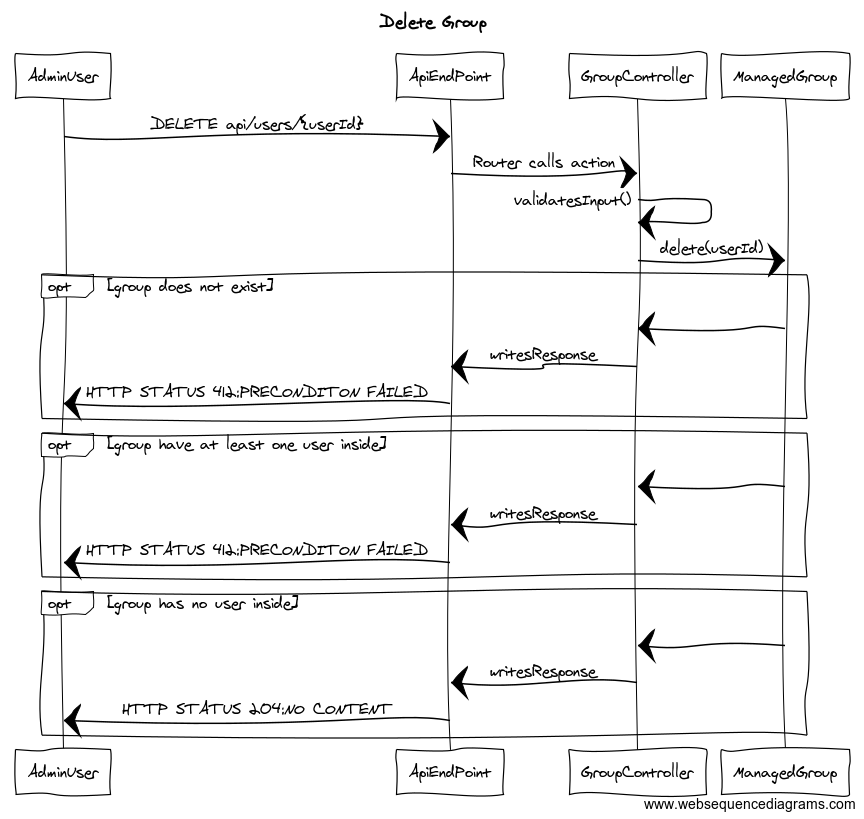 Delete Group
AdminUser ApiEndPoint GroupController ManagedGroup
DELETE api/users/{userId}
Router calls action
validatesInput()
delete(userId)
opt [group does not exist]
writesResponse
HTTP STATUS 412:PRECONDITON FAILED
opt [group have at least one user inside]
writesResponse
HTTP STATUS 412:PRECONDITON FAILED
opt [group has no user inside]
writesResponse
HTTP STATUS 204:NO CONTENT
AdminUser ApiEndPoint GroupController ManagedGroup
www.websequencediagrams.com